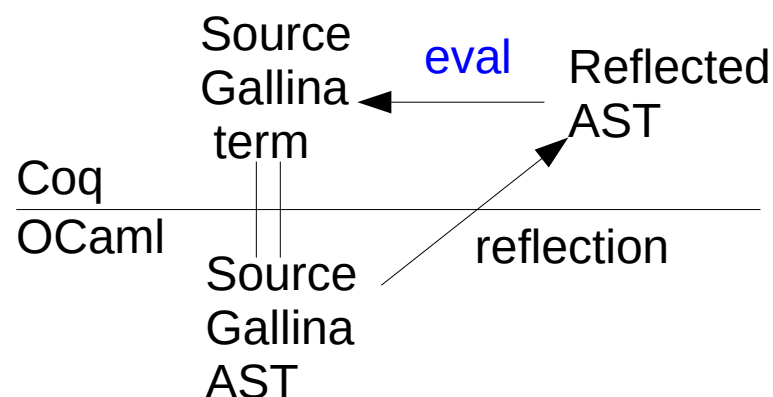 Source
Gallina
term
eval
Reflected
AST
Coq
OCaml
reflection
Source
Gallina
AST